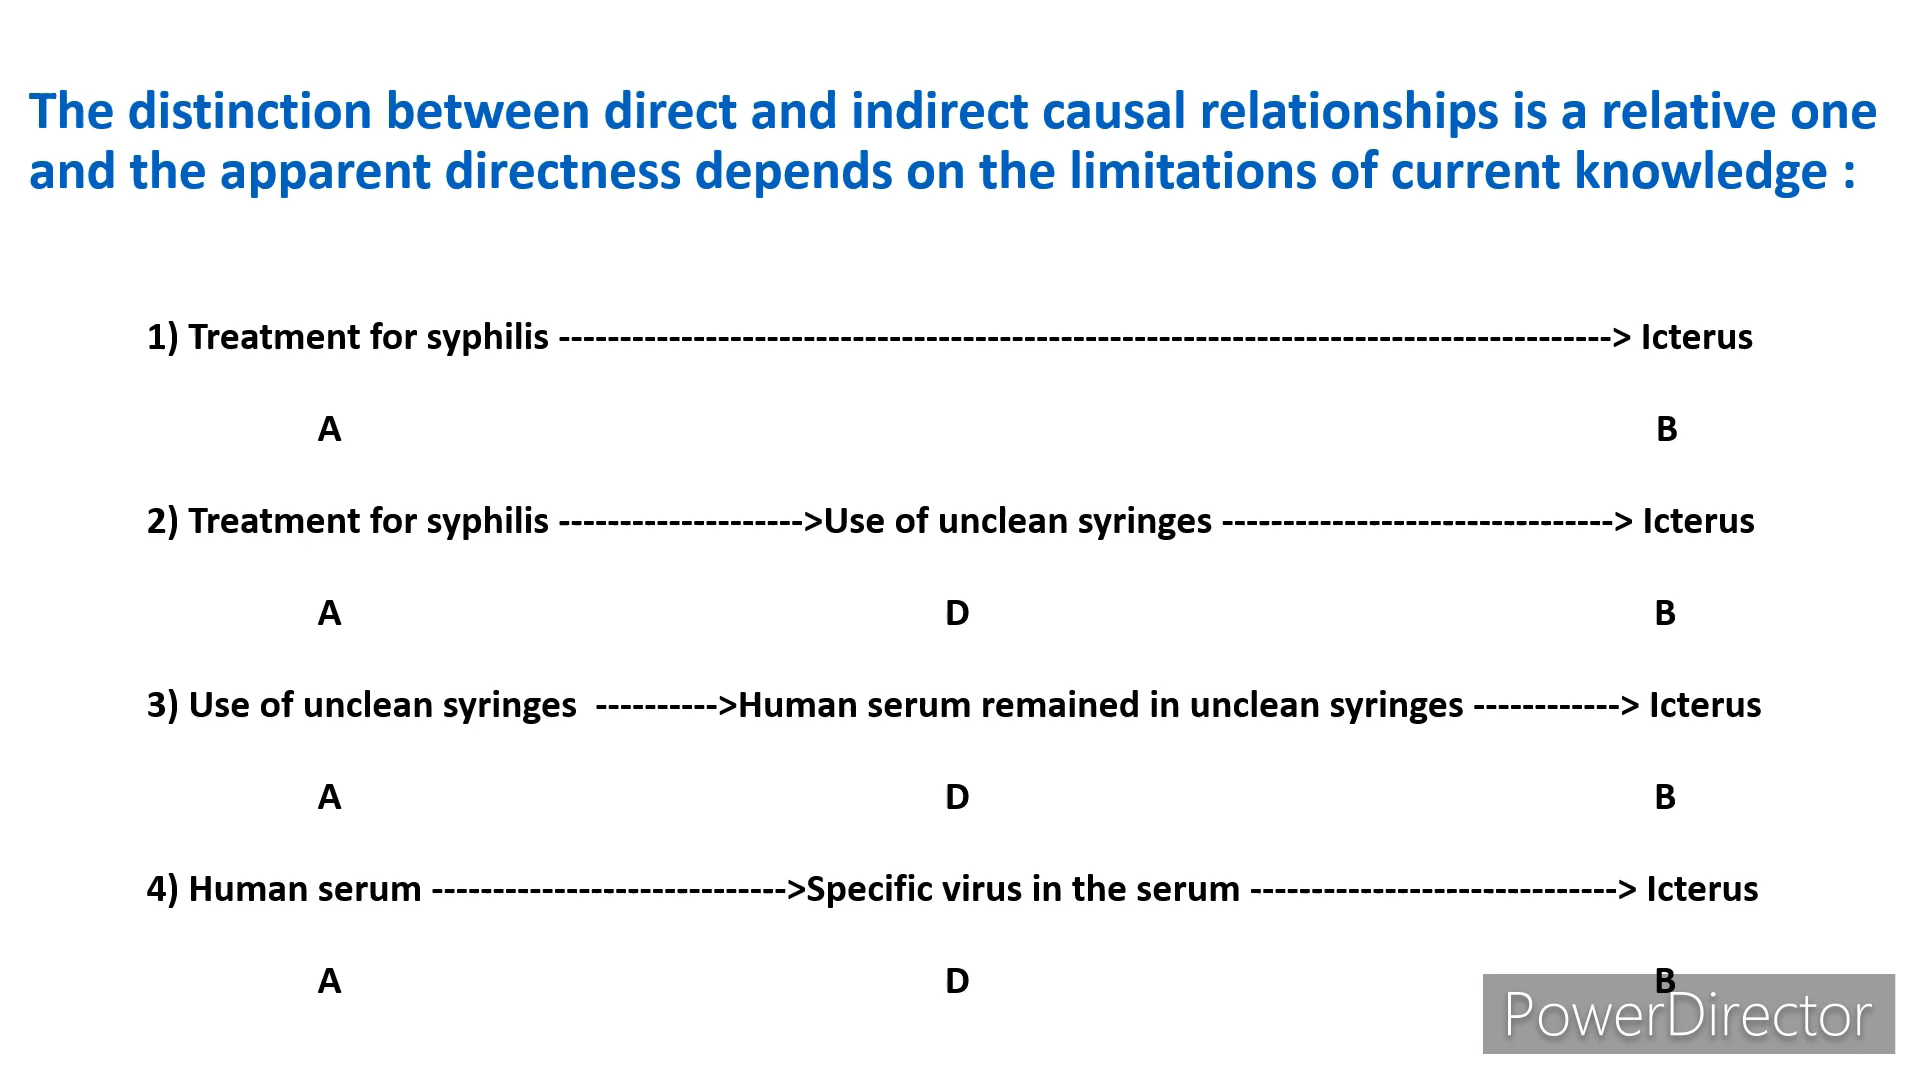 The distinction between direct and indirect causal relationships is a relative one
and the apparent directness depends on the limitations of current knowledge :
1) Treatment for syphilis --------------------------------------------------------------------------------------> Icterus
A B
2) Treatment for syphilis -------------------->Use of unclean syringes --------------------------------> Icterus
A D B
3) Use of unclean syringes ---------->Human serum remained in unclean syringes ------------> Icterus
A D B
4) Human serum ----------------------------->Specific virus in the serum ------------------------------> Icterus
A D B
PowerDirector